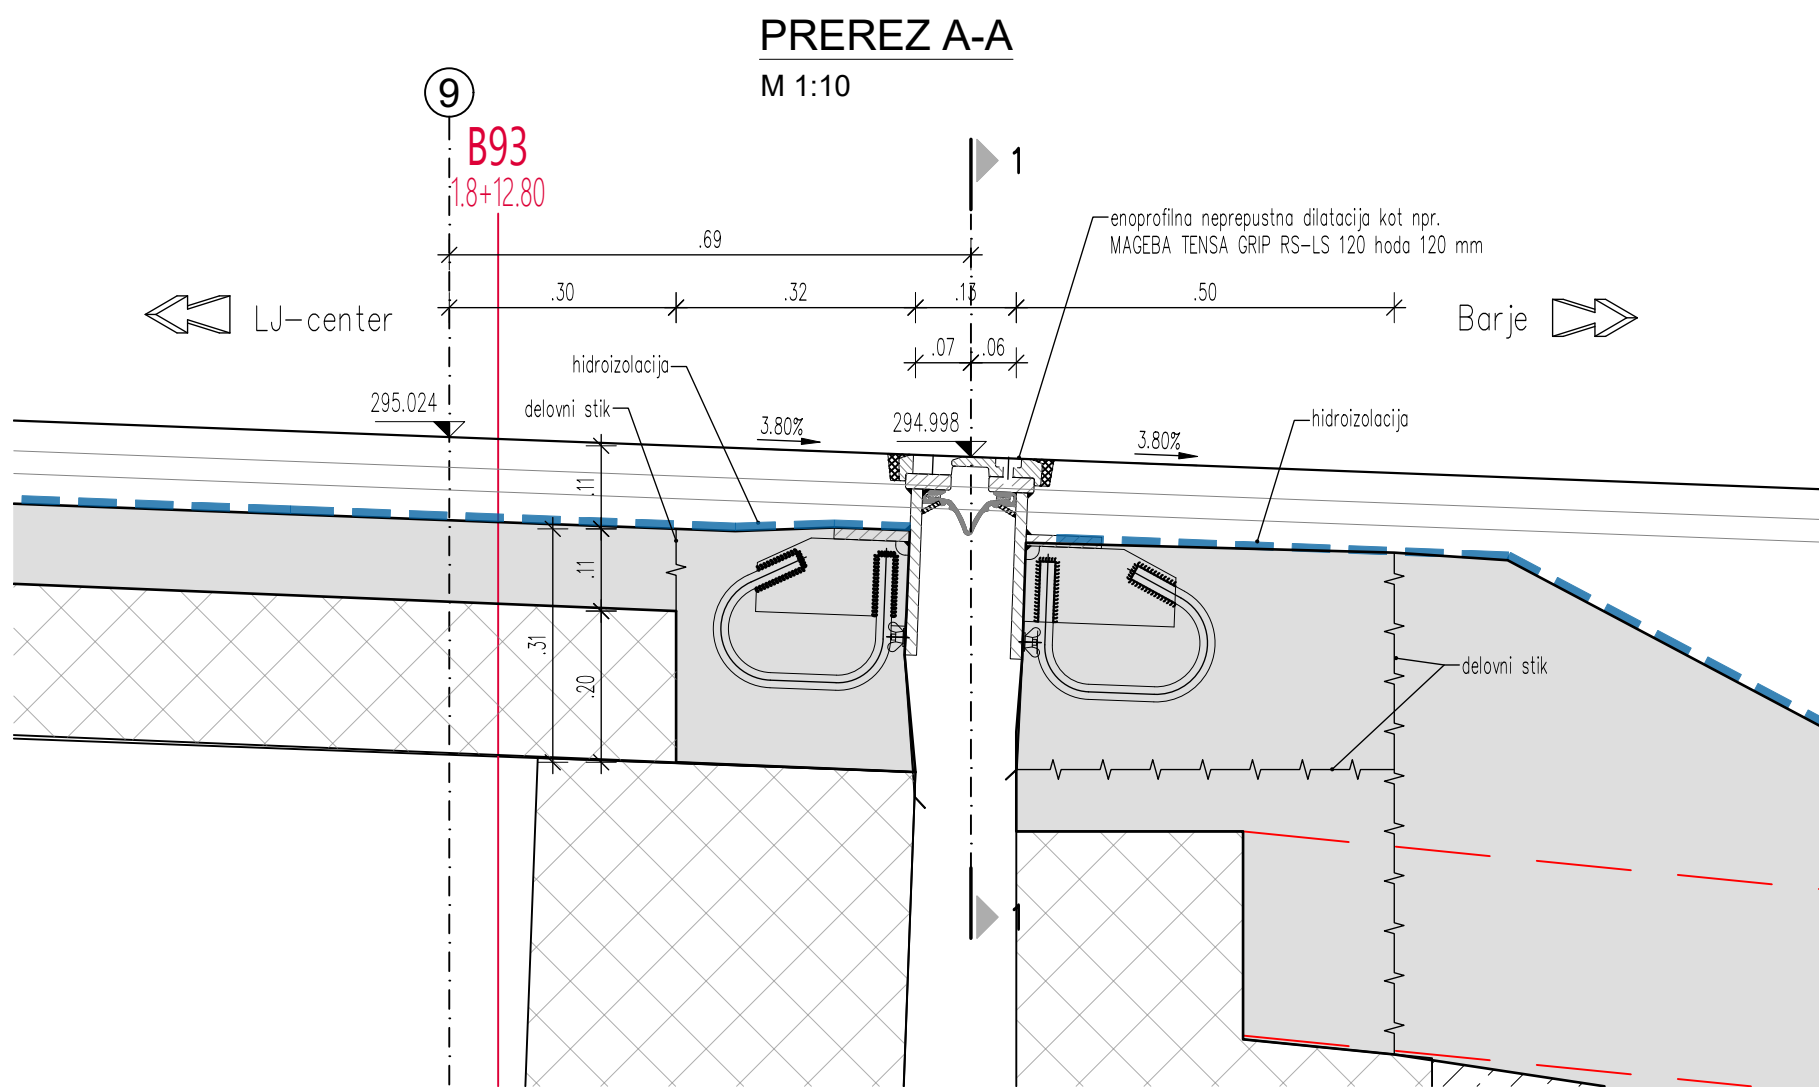 PREREZ A-A
M 1:10
9
B93
1.8+12.80
1
enoprofilna neprepustna dilatacija kot npr.
MAGEBA TENSA GRIP RS-LS 120 hoda 120 mm
.69
.30
.32
.13
.50
LJ-center
Barje
.07
.06
hidroizolacija
295.024
delovni stik
3.80%
294.998
3.80%
hidroizolacija
.11
.11
.31
.20
delovni stik
1